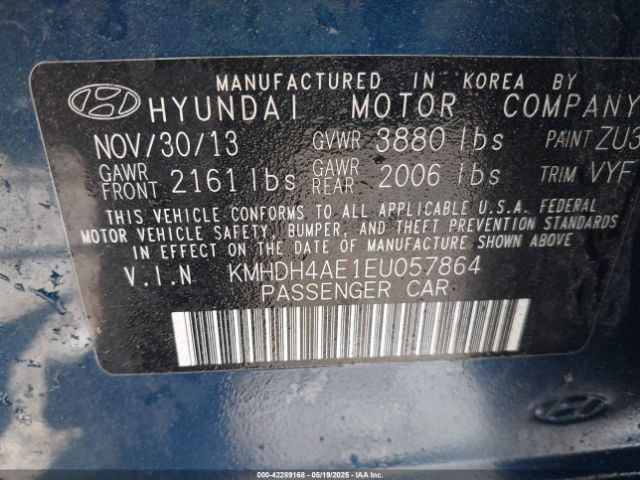 MANUFACTURED IN KOREA BY
HYUNDAI MOTOR COMPANY
NOV/30/13 GVWR 3880 lbs PAINT ZU3
GAWR FRONT 2161 lbs GAWR REAR 2006 lbs TRIM VYF
THIS VEHICLE CONFORMS TO ALL APPLICABLE U.S.A. FEDERAL
MOTOR VEHICLE SAFETY, BUMPER, AND THEFT PREVENTION STANDARDS
IN EFFECT ON THE DATE OF MANUFACTURE SHOWN ABOVE.
V.I.N KMHDH4AE1EU057864
PASSENGER CAR
000-42289168 - 05/19/2025 - IAAI.COM